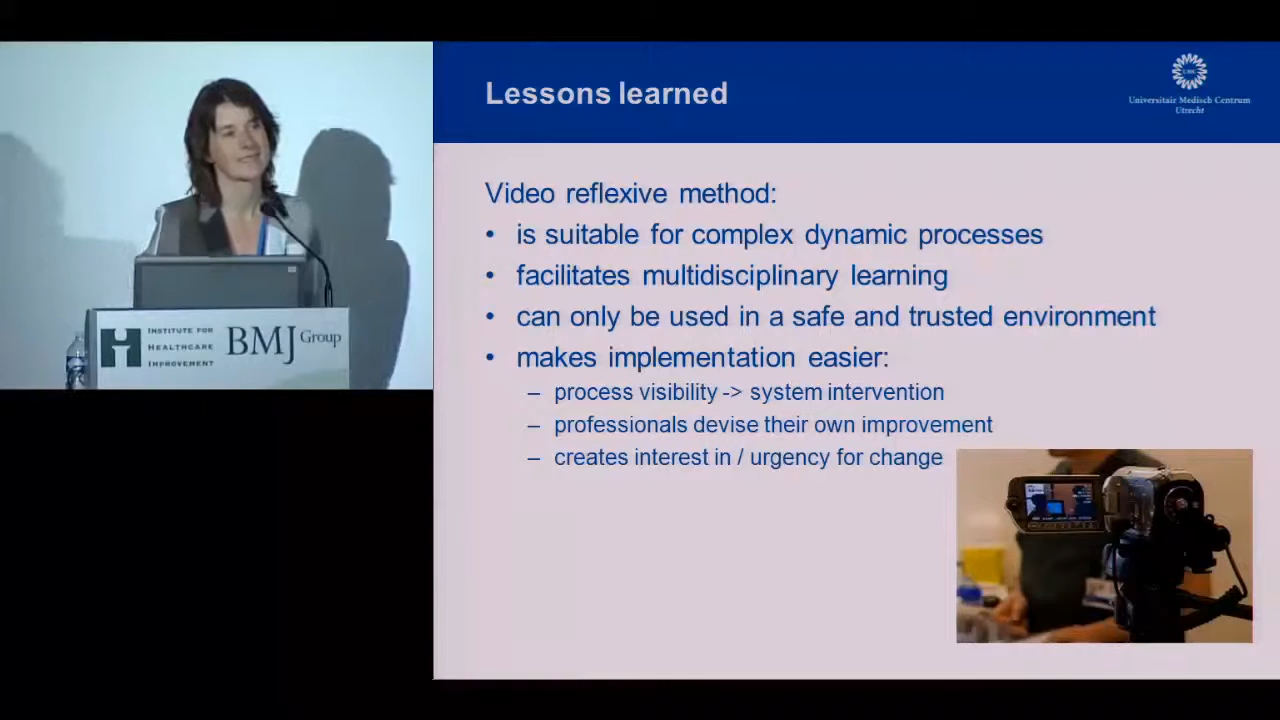 Lessons learned
UMC
Universitair Medisch Centrum
Utrecht
Video reflexive method:
• is suitable for complex dynamic processes
• facilitates multidisciplinary learning
• can only be used in a safe and trusted environment
• makes implementation easier:
– process visibility -> system intervention
– professionals devise their own improvement
– creates interest in / urgency for change
INSTITUTE FOR
HEALTHCARE
IMPROVEMENT
BMJ Group